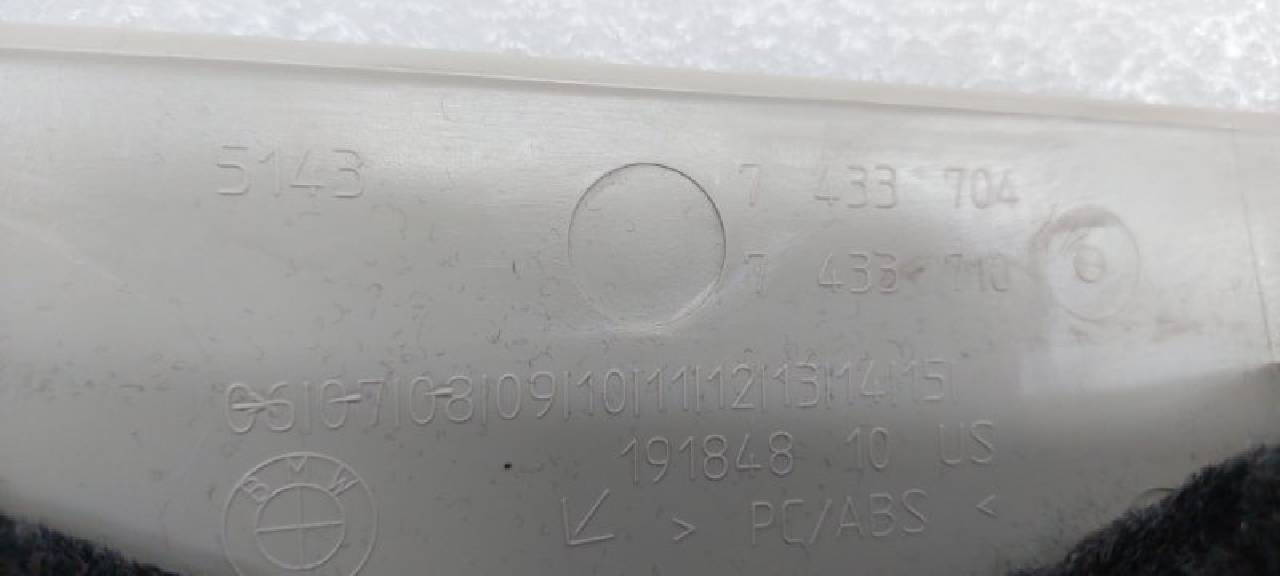 5143 7 433 704
7 433 710
06|07|08|09|10|11|12|13|14|15
191848 10 US
BMW
> PC/ABS <